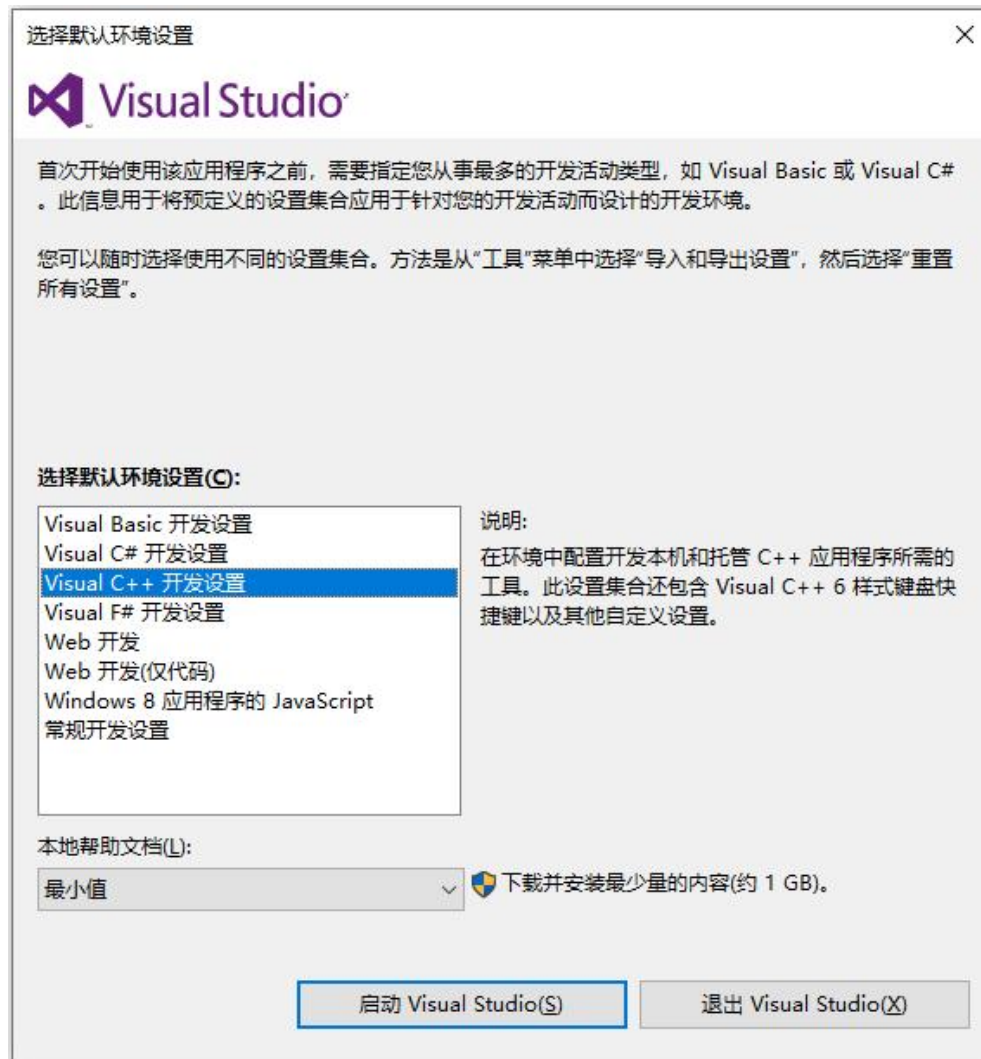 选择默认环境设置
Visual Studio
首次开始使用该应用程序之前，需要指定您从事最多的开发活动类型，如 Visual Basic 或 Visual C#
。此信息用于将预定义的设置集合应用于针对您的开发活动而设计的开发环境。
您可以随时选择使用不同的设置集合。方法是从“工具”菜单中选择“导入和导出设置”，然后选择“重置
所有设置”。
选择默认环境设置(C):
Visual Basic 开发设置
Visual C# 开发设置
Visual C++ 开发设置
Visual F# 开发设置
Web 开发
Web 开发(仅代码)
Windows 8 应用程序的 JavaScript
常规开发设置
说明:
在环境中配置开发本机和托管 C++ 应用程序所需的
工具。此设置集合还包含 Visual C++ 6 样式键盘快
捷键以及其他自定义设置。
本地帮助文档(L):
最小值
下载并安装最少量的内容(约 1 GB)。
启动 Visual Studio(S)
退出 Visual Studio(X)